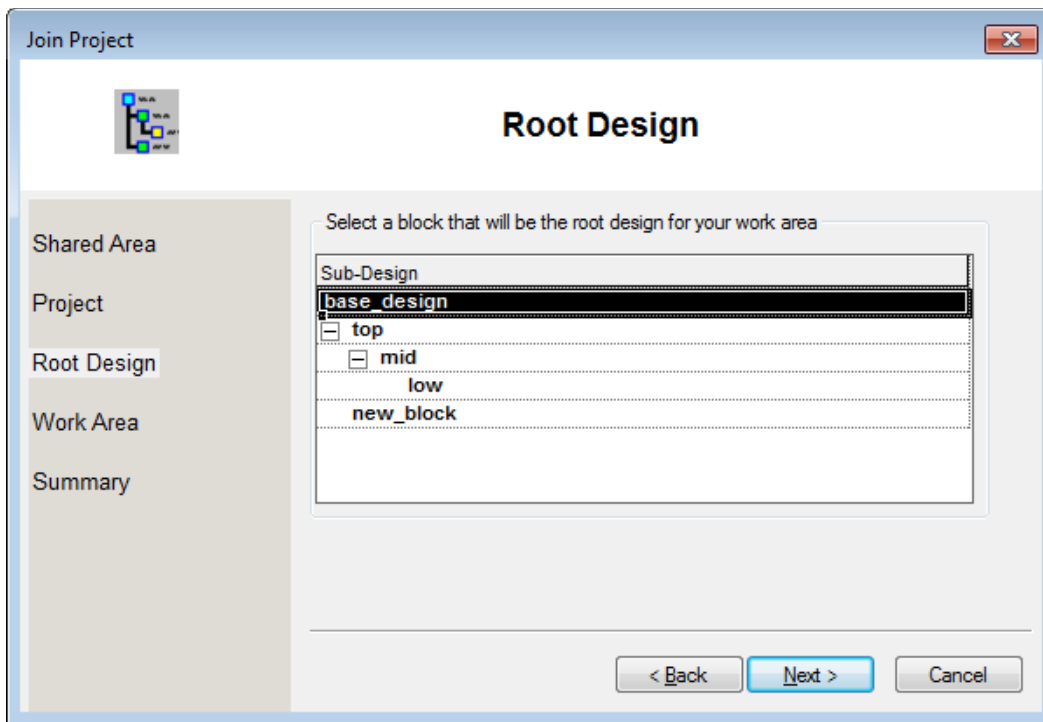 Join Project
Root Design
Shared Area
Project
Root Design
Work Area
Summary
Select a block that will be the root design for your work area
Sub-Design
base_design
top
mid
low
new_block
< Back
Next >
Cancel